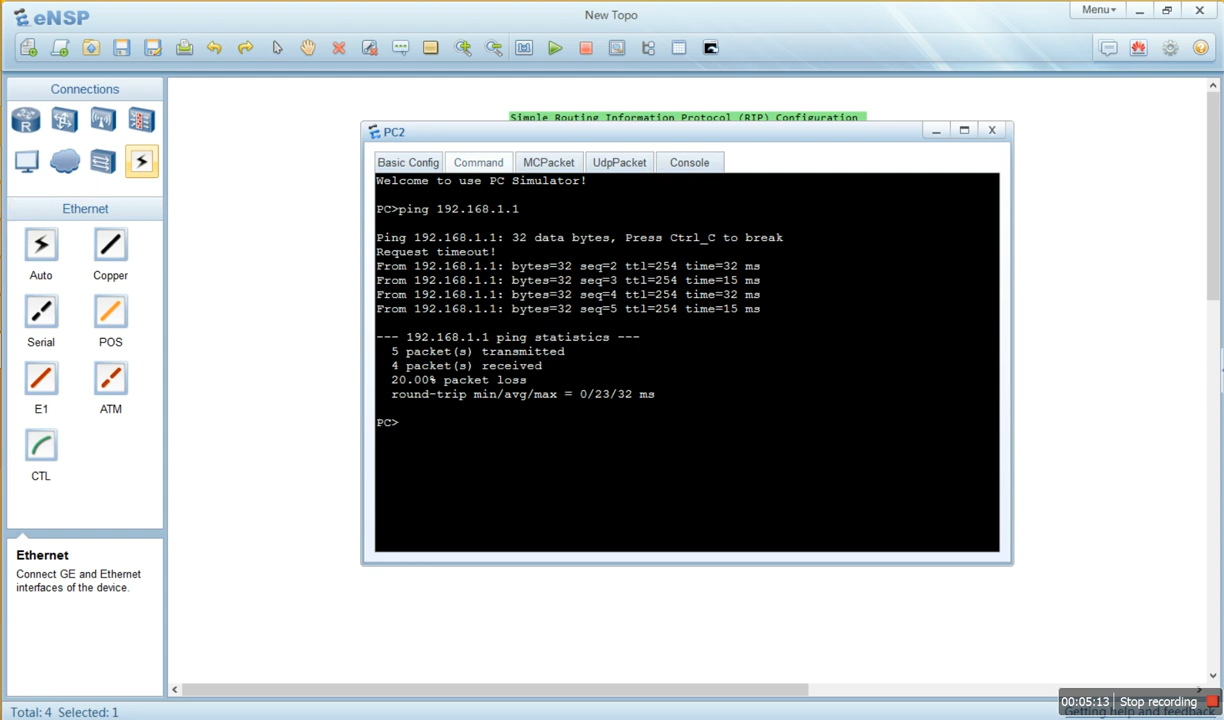 eNSP
New Topo
Menu
Connections
R
Ethernet
Auto
Copper
Serial
POS
E1
ATM
CTL
Ethernet
Connect GE and Ethernet
interfaces of the device.
Simple Routing Information Protocol (RIP) Configuration
PC2
Basic Config
Command
MCPacket
UdpPacket
Console
Welcome to use PC Simulator!
PC>ping 192.168.1.1
Ping 192.168.1.1: 32 data bytes, Press Ctrl_C to break
Request timeout!
From 192.168.1.1: bytes=32 seq=2 ttl=254 time=32 ms
From 192.168.1.1: bytes=32 seq=3 ttl=254 time=15 ms
From 192.168.1.1: bytes=32 seq=4 ttl=254 time=32 ms
From 192.168.1.1: bytes=32 seq=5 ttl=254 time=15 ms
--- 192.168.1.1 ping statistics ---
5 packet(s) transmitted
4 packet(s) received
20.00% packet loss
round-trip min/avg/max = 0/23/32 ms
PC>
Total: 4 Selected: 1
00:05:13
Stop recording
Getting help and feedback